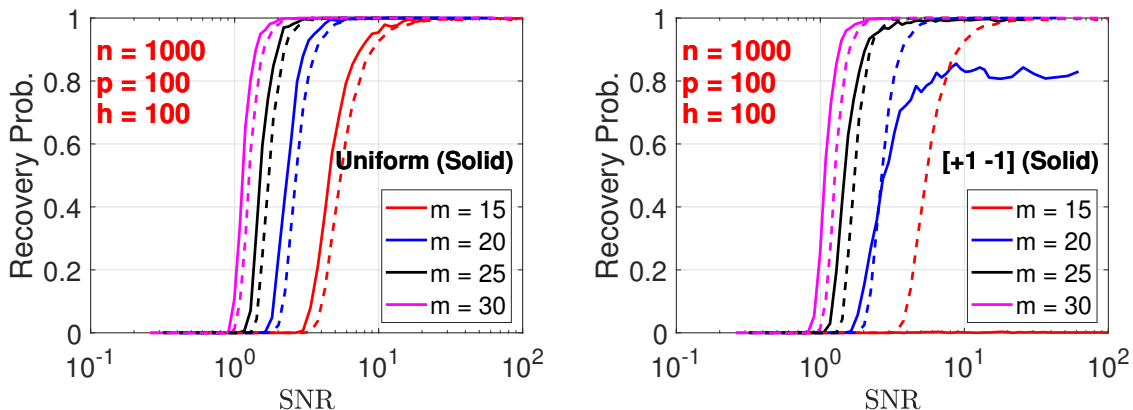 Recovery Prob.
1
0.8
0.6
0.4
0.2
0
n = 1000
p = 100
h = 100
Uniform (Solid)
m = 15
m = 20
m = 25
m = 30
10^-1
10^0
10^1
10^2
SNR
Recovery Prob.
1
0.8
0.6
0.4
0.2
0
n = 1000
p = 100
h = 100
[+1 -1] (Solid)
m = 15
m = 20
m = 25
m = 30
10^-1
10^0
10^1
10^2
SNR